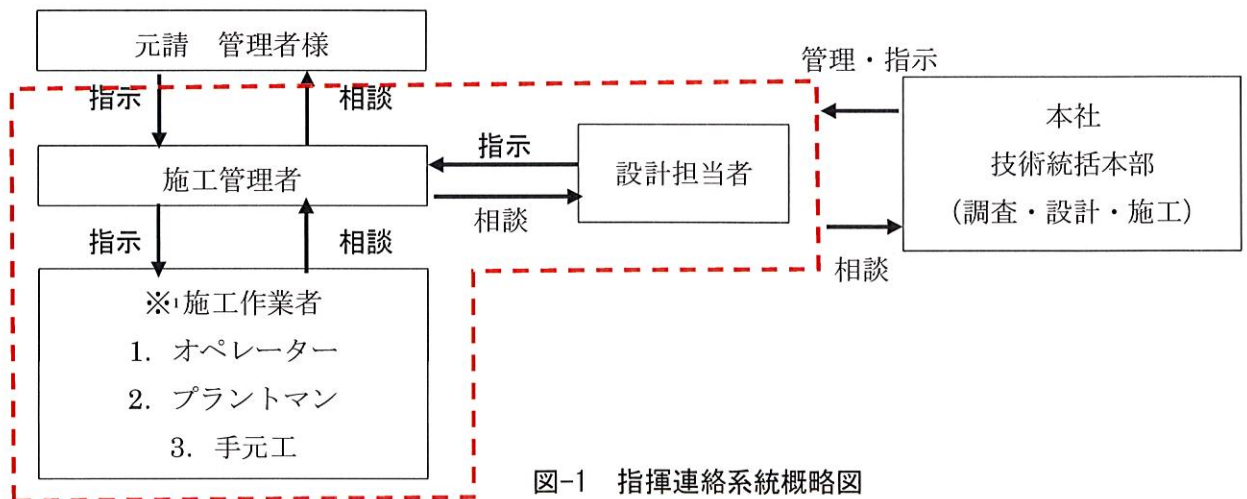 元請　管理者様
指示
相談
管理・指示
本社
技術統括本部
(調査・設計・施工)
施工管理者
指示
相談
設計担当者
相談
指示
相談
※1施工作業者
1. オペレーター
2. プラントマン
3. 手元工
図-1　指揮連絡系統概略図